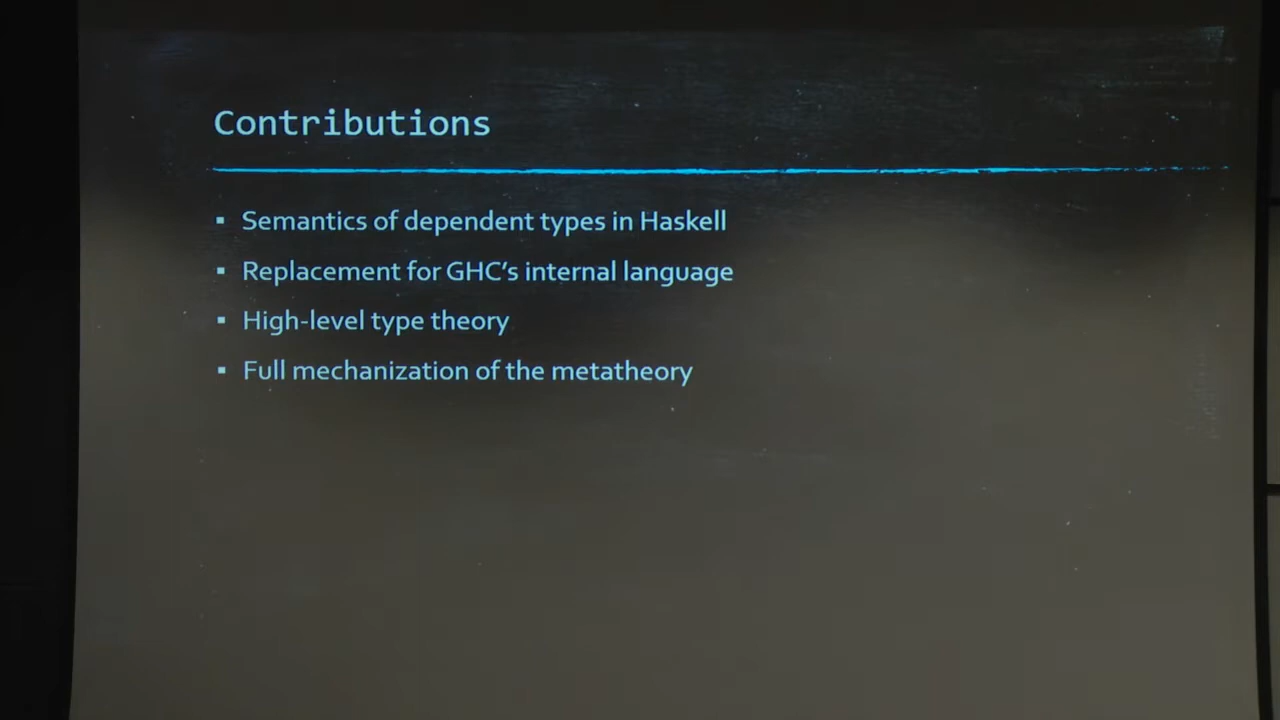 Contributions
▪ Semantics of dependent types in Haskell
▪ Replacement for GHC’s internal language
▪ High-level type theory
▪ Full mechanization of the metatheory